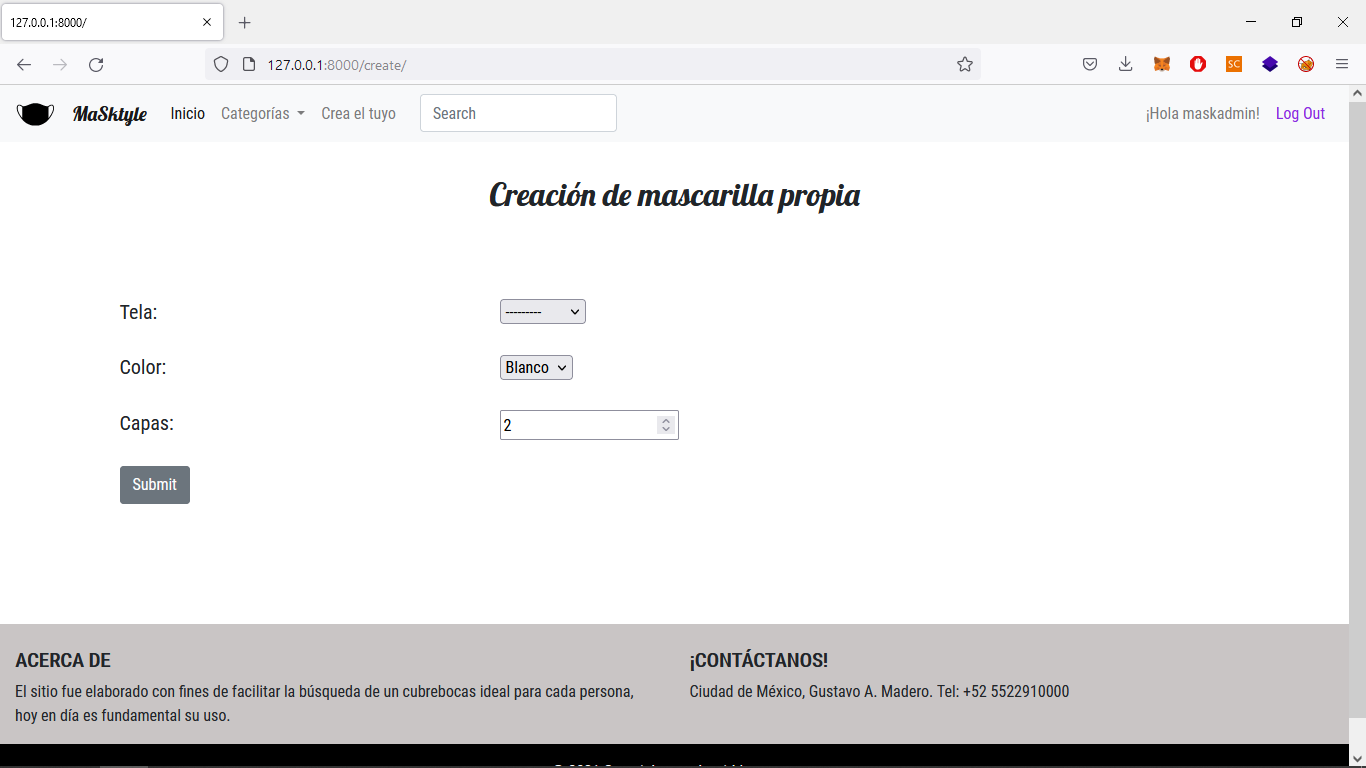 127.0.0.1:8000/
127.0.0.1:8000/create/
SC
MaSktyle Inicio Categorías Crea el tuyo Search ¡Hola maskadmin! Log Out
Creación de mascarilla propia
Tela: ---------
Color: Blanco
Capas: 2
Submit
ACERCA DE
El sitio fue elaborado con fines de facilitar la búsqueda de un cubrebocas ideal para cada persona,
hoy en día es fundamental su uso.
¡CONTÁCTANOS!
Ciudad de México, Gustavo A. Madero. Tel: +52 5522910000